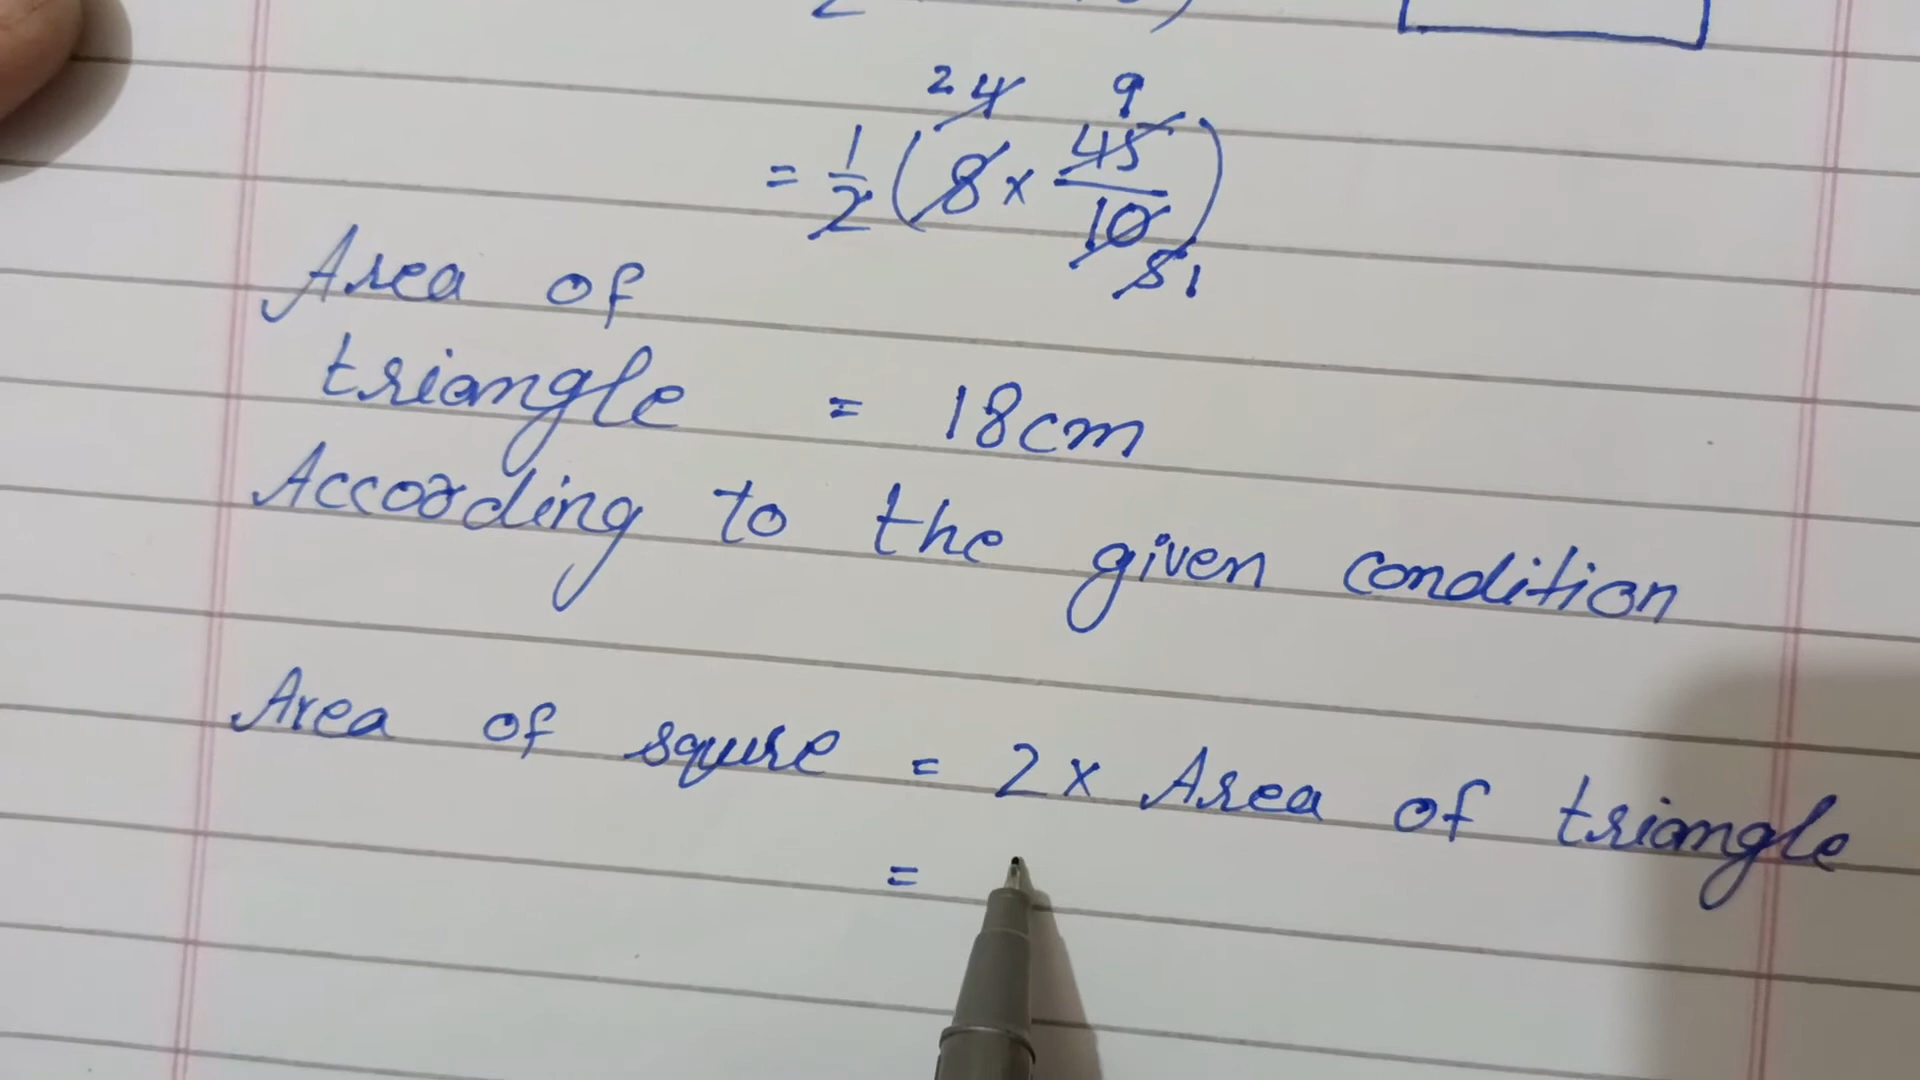 = 1/2 (8 × 45/10) 2 4 9 5 1
Area of
triangle = 18cm
According to the given condition
Area of squre = 2 × Area of triangle
=